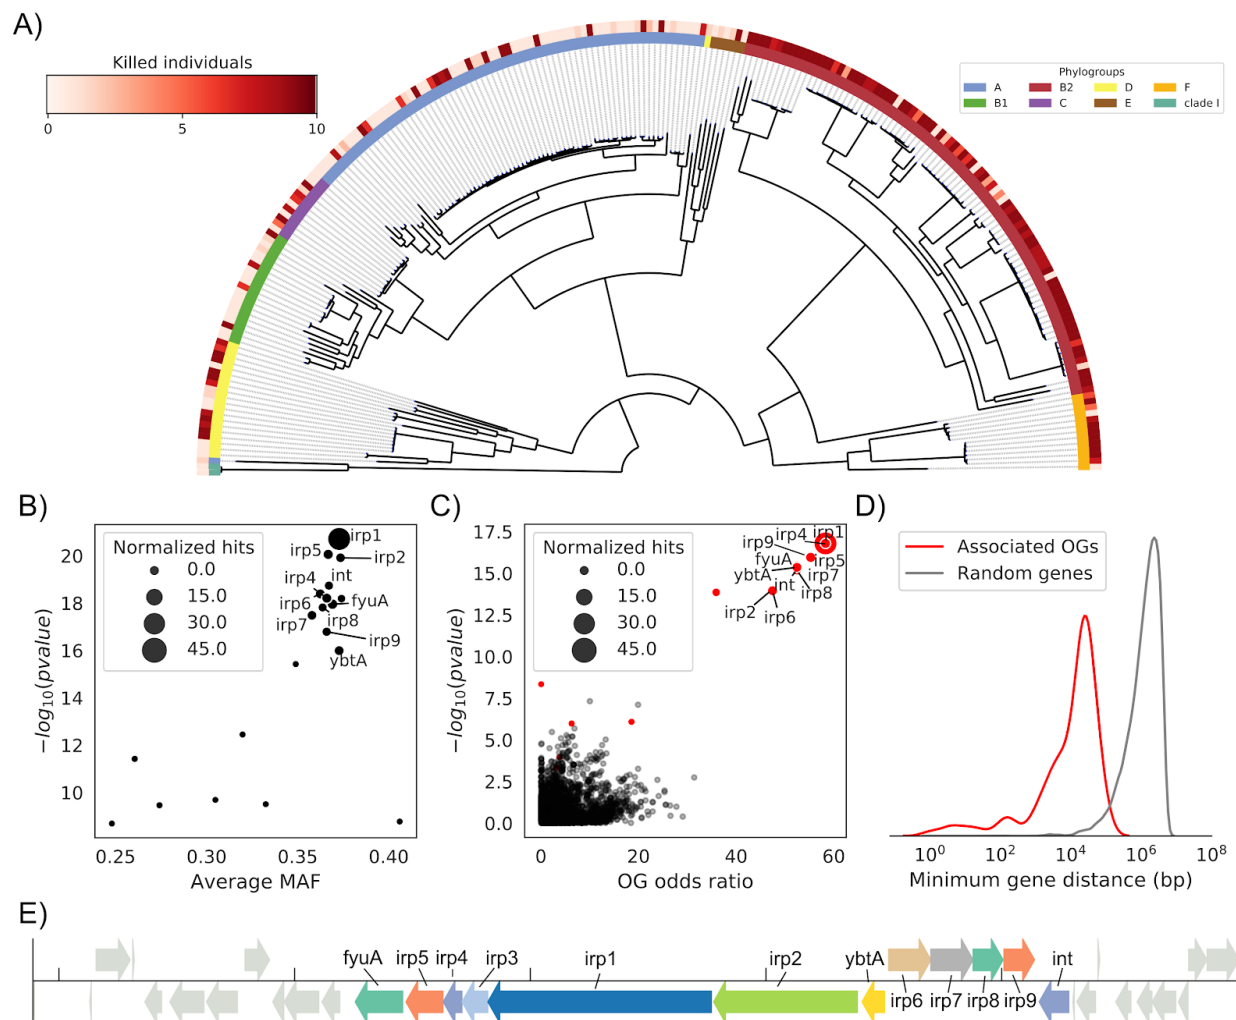 A)
Killed individuals
0 5 10
Phylogroups
A B2 D F
B1 C E clade I
B)
Normalized hits
0.0
15.0
30.0
45.0
irp1
irp5
irp2
int
irp4
irp6
fyuA
irp8
irp7
irp9
ybtA
20
18
16
14
12
10
−log10(pvalue)
0.25 0.30 0.35 0.40
Average MAF
C)
Normalized hits
0.0
15.0
30.0
45.0
irp4 irp1
irp9
fyuA irp5
ybtA irp7
int irp8
irp2 irp6
17.5
15.0
12.5
10.0
7.5
5.0
2.5
0.0
−log10(pvalue)
0 20 40 60
OG odds ratio
D)
Associated OGs
Random genes
10^0 10^2 10^4 10^6 10^8
Minimum gene distance (bp)
E)
fyuA irp5 irp4 irp3 irp1 irp2 ybtA int
irp6 irp7 irp8 irp9